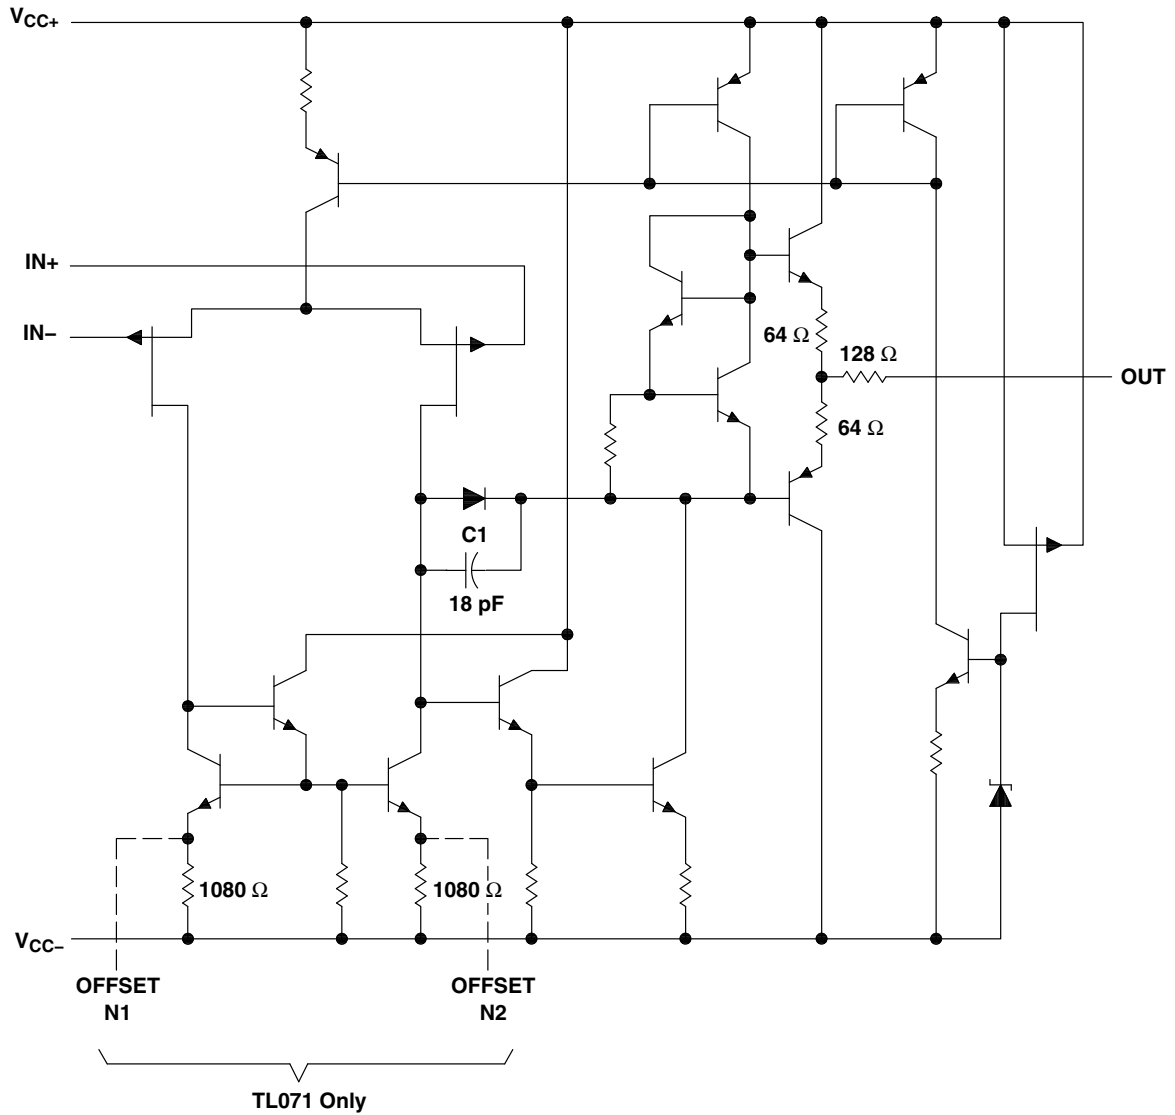 VCC+
IN+
IN−
64 Ω
128 Ω
OUT
64 Ω
C1
18 pF
1080 Ω
1080 Ω
VCC−
OFFSET
N1
OFFSET
N2
TL071 Only